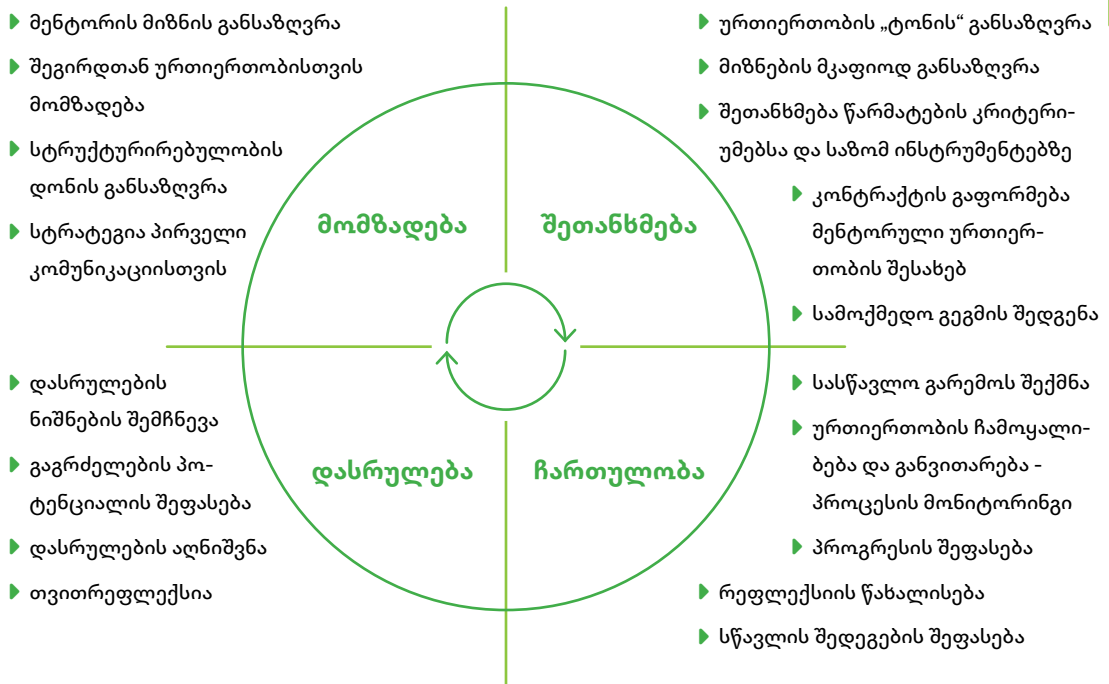 მენტორის მიზნის განსაზღვრა
შეგირდთან ურთიერთობისთვის
მომზადება
სტრუქტურირებულობის
დონის განსაზღვრა
სტრატეგია პირველი
კომუნიკაციისთვის
მომზადება
ურთიერთობის „ტონის“ განსაზღვრა
მიზნების მკაფიოდ განსაზღვრა
შეთანხმება წარმატების კრიტერი-
უმებსა და საზომ ინსტრუმენტებზე
კონტრაქტის გაფორმება
მენტორული ურთიერ-
თობის შესახებ
სამოქმედო გეგმის შედგენა
შეთანხმება
დასრულების
ნიშნების შემჩნევა
გაგრძელების პო-
ტენციალის შეფასება
დასრულების აღნიშვნა
თვითრეფლექსია
დასრულება
ჩართულობა
სასწავლო გარემოს შექმნა
ურთიერთობის ჩამოყალი-
ბება და განვითარება -
პროცესის მონიტორინგი
პროგრესის შეფასება
რეფლექსიის წახალისება
სწავლის შედეგების შეფასება